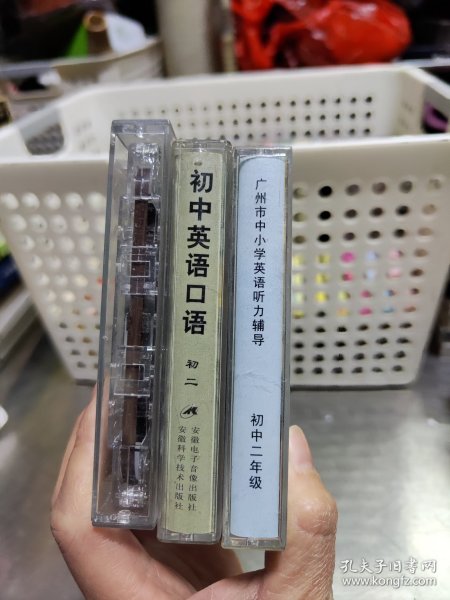 初中英语口语
初二
安徽电子音像出版社
安徽科学技术出版社
广州市中小学英语听力辅导
初中二年级
孔夫子旧书网
www.kongfz.com